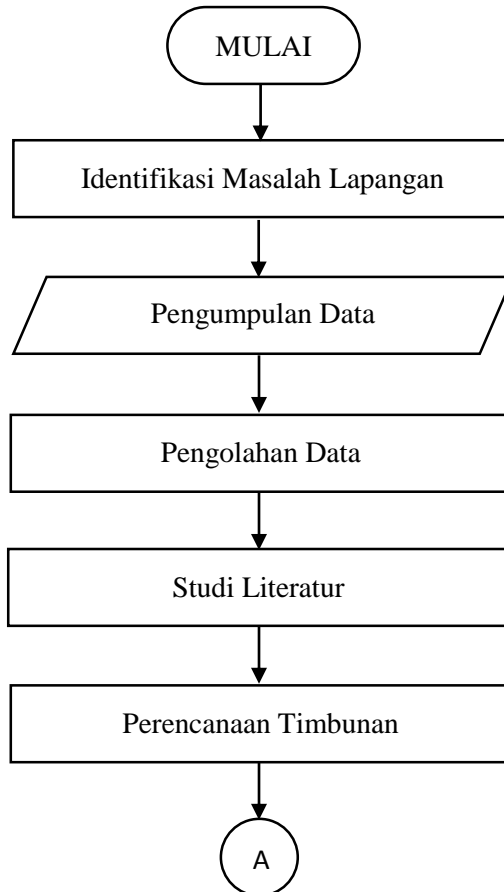 MULAI
Identifikasi Masalah Lapangan
Pengumpulan Data
Pengolahan Data
Studi Literatur
Perencanaan Timbunan
A